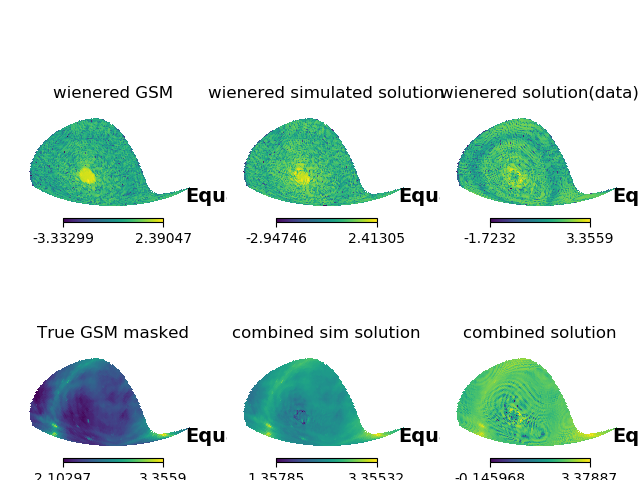 wienered GSM
wienered simulated solution
wienered solution(data)
Equ
Equ
Eq
-3.33299 2.39047
-2.94746 2.41305
-1.7232 3.3559
True GSM masked
combined sim solution
combined solution
Equ
Equ
Eq
2.10297 3.3559
1.35785 3.35532
-0.145968 3.37887